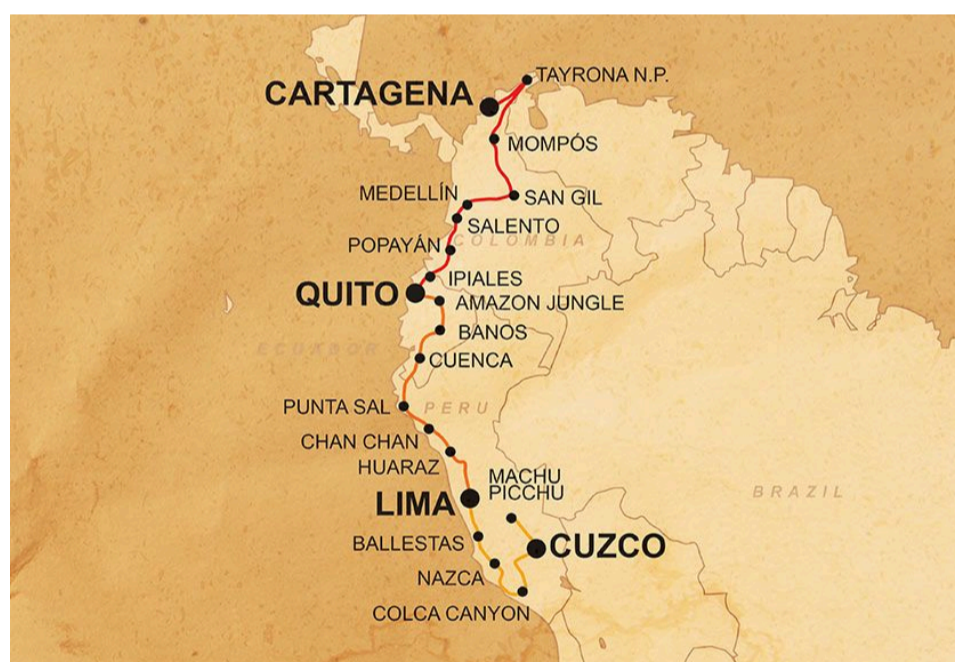 TAYRONA N.P.
CARTAGENA
MOMPÓS
MEDELLÍN
SAN GIL
SALENTO
POPAYÁN
COLOMBIA
IPIALES
QUITO
AMAZON JUNGLE
BANOS
ECUADOR
CUENCA
PUNTA SAL
PERU
CHAN CHAN
HUARAZ
MACHU
PICCHU
BRAZIL
LIMA
BALLESTAS
CUZCO
NAZCA
COLCA CANYON